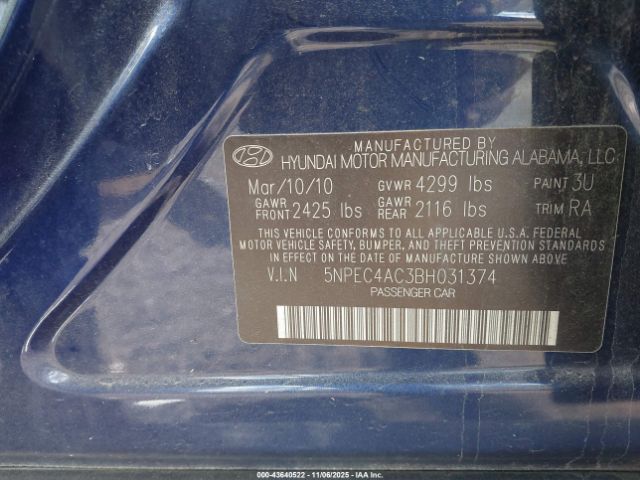 MANUFACTURED BY
HYUNDAI MOTOR MANUFACTURING ALABAMA, LLC
Mar/10/10 GVWR 4299 lbs PAINT 3U
GAWR FRONT 2425 lbs GAWR REAR 2116 lbs TRIM RA
THIS VEHICLE CONFORMS TO ALL APPLICABLE U.S.A. FEDERAL
MOTOR VEHICLE SAFETY, BUMPER, AND THEFT PREVENTION STANDARDS
IN EFFECT ON THE DATE OF MANUFACTURE SHOWN ABOVE.
V.I.N 5NPEC4AC3BH031374
PASSENGER CAR
000-43640522 - 11/06/2025 - IAAI.CA